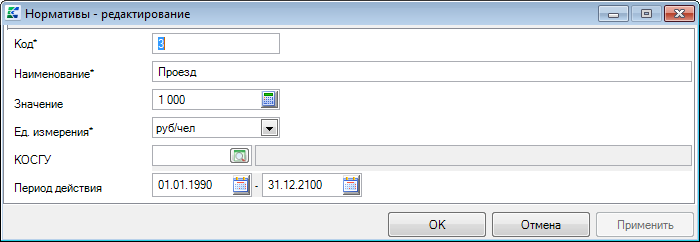 Нормативы - редактирование
Код* 3
Наименование* Проезд
Значение 1 000
Ед. измерения* руб/чел
КОСГУ
Период действия 01.01.1990 - 31.12.2100
OK Отмена Применить